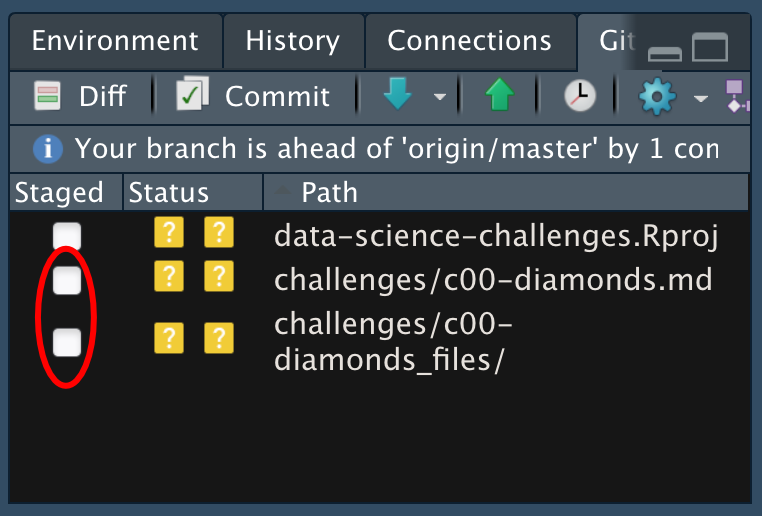 Environment History Connections Git
Diff Commit
Your branch is ahead of 'origin/master' by 1
Staged Status Path
? ? data-science-challenges.Rproj
? ? challenges/c00-diamonds.md
? ? challenges/c00-
diamonds_files/